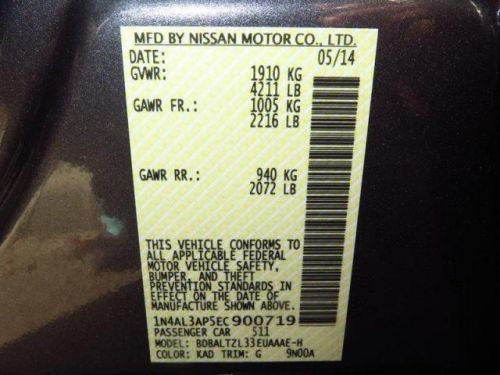 MFD BY NISSAN MOTOR CO., LTD.
DATE: 05/14
GVWR: 1910 KG
4211 LB
GAWR FR.: 1005 KG
2216 LB
GAWR RR.: 940 KG
2072 LB
THIS VEHICLE CONFORMS TO
ALL APPLICABLE FEDERAL
MOTOR VEHICLE SAFETY,
BUMPER, AND THEFT
PREVENTION STANDARDS IN
EFFECT ON THE DATE OF
MANUFACTURE SHOWN ABOVE.
1N4AL3AP5EC900719
PASSENGER CAR 511
MODEL: BDBALTZL33EUAAAE-H
COLOR: KAD TRIM: G 9N00A